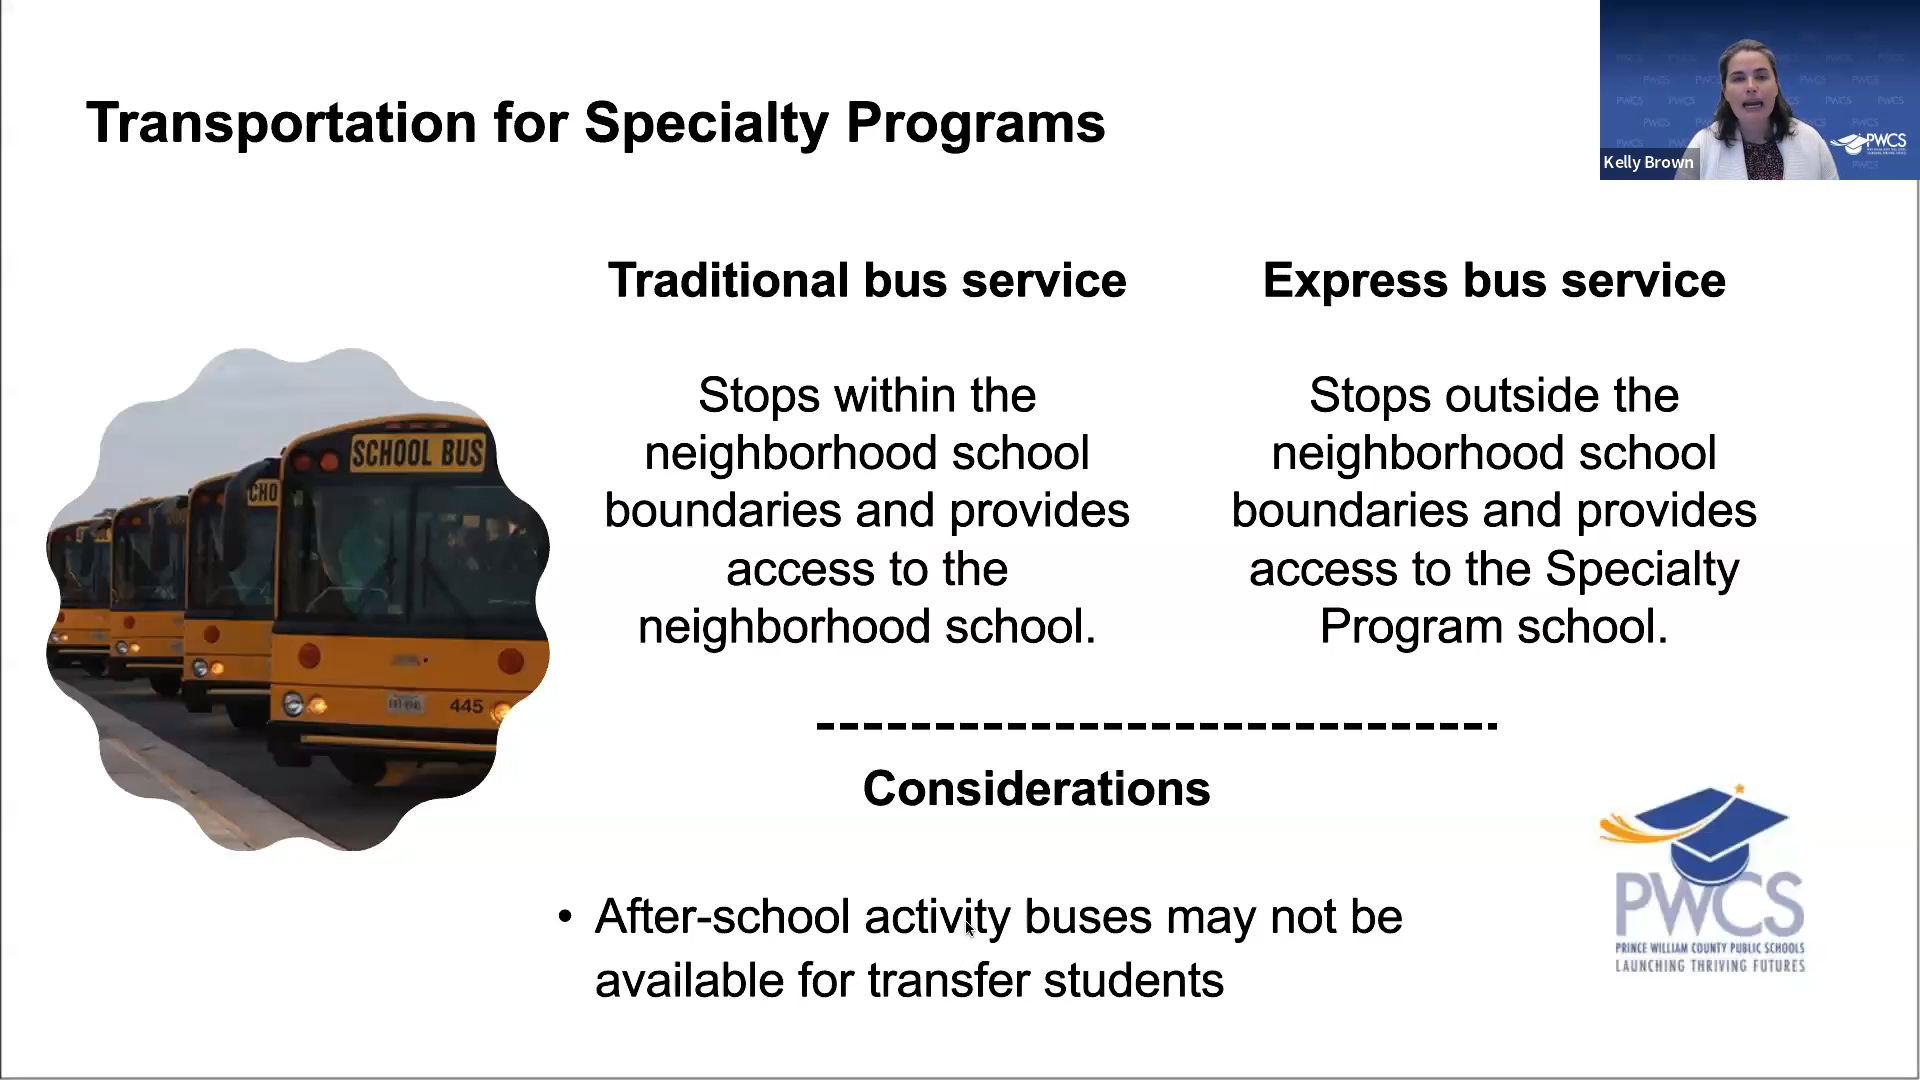 Transportation for Specialty Programs
PWCS
Kelly Brown
Traditional bus service
Stops within the
neighborhood school
boundaries and provides
access to the
neighborhood school.
Express bus service
Stops outside the
neighborhood school
boundaries and provides
access to the Specialty
Program school.
SCHOOL BUS
CHO
445
Considerations
• After-school activity buses may not be
available for transfer students
PWCS
PRINCE WILLIAM COUNTY PUBLIC SCHOOLS
LAUNCHING THRIVING FUTURES